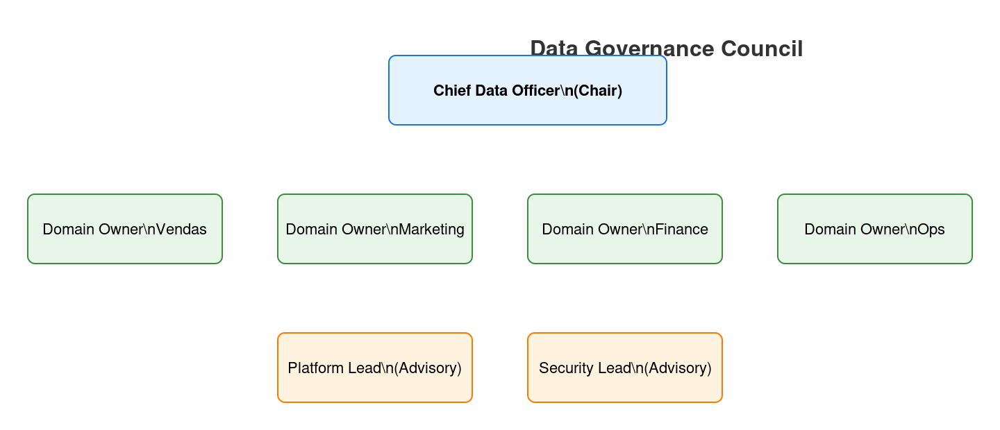 Data Governance Council
Chief Data Officer\n(Chair)
Domain Owner\nVendas
Domain Owner\nMarketing
Domain Owner\nFinance
Domain Owner\nOps
Platform Lead\n(Advisory)
Security Lead\n(Advisory)